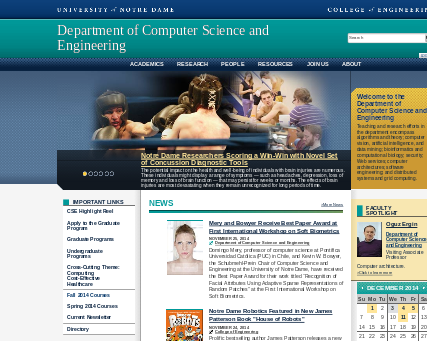 UNIVERSITY of NOTRE DAME
COLLEGE of ENGINEERIN
Department of Computer Science and
Engineering
Search
ACADEMICS RESEARCH PEOPLE RESOURCES JOIN US ABOUT
Notre Dame Researchers Scoring a Win-Win with Novel Set
of Concussion Diagnostic Tools
The potential impact on the health and well-being of individuals with brain injuries is numerous.
These individuals might display a range of symptoms — such as headaches, depression, loss of
memory and loss of brain function — which may persist for weeks or months. The effects of brain
injuries are most devastating when they remain unrecognized for long periods of time.
Welcome to the
Department of
Computer Science and
Engineering
Teaching and research efforts in
the department encompass
algorithms and theory; computer
vision, artificial intelligence, and
data mining; bioinformatics and
computational biology; security;
Web services; computer
architectures; software
engineering; and distributed
systems and grid computing.
IMPORTANT LINKS
CSE Highlight Reel
Apply to the Graduate
Program
Graduate Programs
Undergraduate
Programs
Cross-Cutting Theme:
Computing
Cost-Effective
Healthcare
Fall 2014 Courses
Spring 2014 Courses
Current Newsletter
Directory
NEWS
Mery and Bowyer Receive Best Paper Award at
First International Workshop on Soft Biometrics
Department of Computer Science and Engineering
Domingo Mery, professor of computer science at Pontificia
Universidad Catolica (PUC) in Chile, and Kevin W. Bowyer,
the Schubmehl-Prein Chair of Computer Science and
Engineering at the University of Notre Dame, have received
the Best Paper Award for their work titled "Recognition of
Facial Attributes Using Adaptive Sparse Representations of
Random Patches" at the First International Workshop on
Soft Biometrics.
Notre Dame Robotics Featured in New James
Patterson Book "House of Robots"
NOVEMBER 24, 2014
College of Engineering
Prolific bestselling author James Patterson releases a new
FACULTY
SPOTLIGHT
Oguz Ergin
Department of
Computer Science
and Engineering
Visiting Associate
Professor
Computer architecture.
DECEMBER 2014
Su Mo Tu We Th Fr Sa
1 2 3 4 5 6
7 8 9 10 11 12 13
14 15 16 17 18 19 20
21 22 23 24 25 26 27